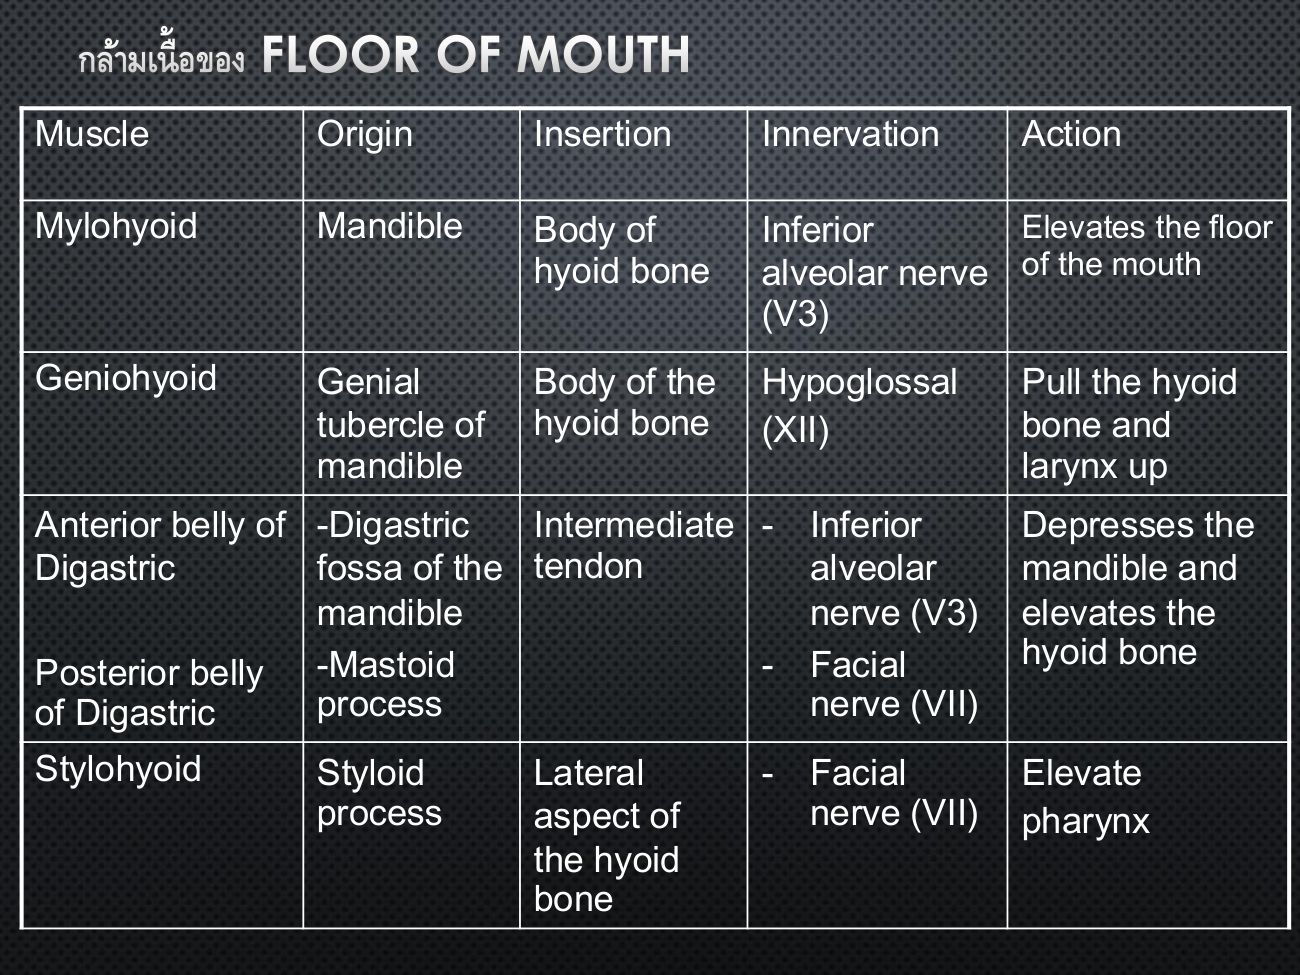 กล้ามเนื้อของ FLOOR OF MOUTH
Muscle
Origin
Insertion
Innervation
Action
Mylohyoid
Mandible
Body of
hyoid bone
Inferior
alveolar nerve
(V3)
Elevates the floor
of the mouth
Geniohyoid
Genial
tubercle of
mandible
Body of the
hyoid bone
Hypoglossal
(XII)
Pull the hyoid
bone and
larynx up
Anterior belly of
Digastric
Posterior belly
of Digastric
-Digastric
fossa of the
mandible
-Mastoid
process
Intermediate
tendon
- Inferior
alveolar
nerve (V3)
- Facial
nerve (VII)
Depresses the
mandible and
elevates the
hyoid bone
Stylohyoid
Styloid
process
Lateral
aspect of
the hyoid
bone
- Facial
nerve (VII)
Elevate
pharynx